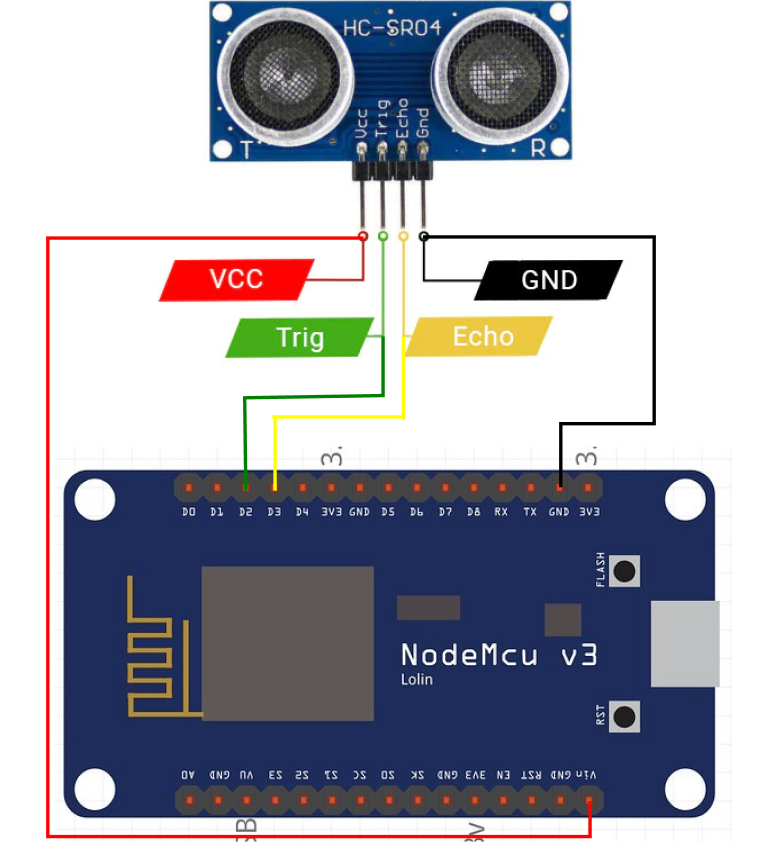 HC-SR04
Vcc
Trig
Echo
Gnd
T
R
VCC
GND
Trig
Echo
3.
3.
D0 D1 D2 D3 D4 3V3 GND D5 D6 D7 D8 RX TX GND 3V3
FLASH
NodeMcu v3
Lolin
RST
A0 GND VU S3 S2 S1 SC S0 SK GND 3V3 EN RST GND Vin